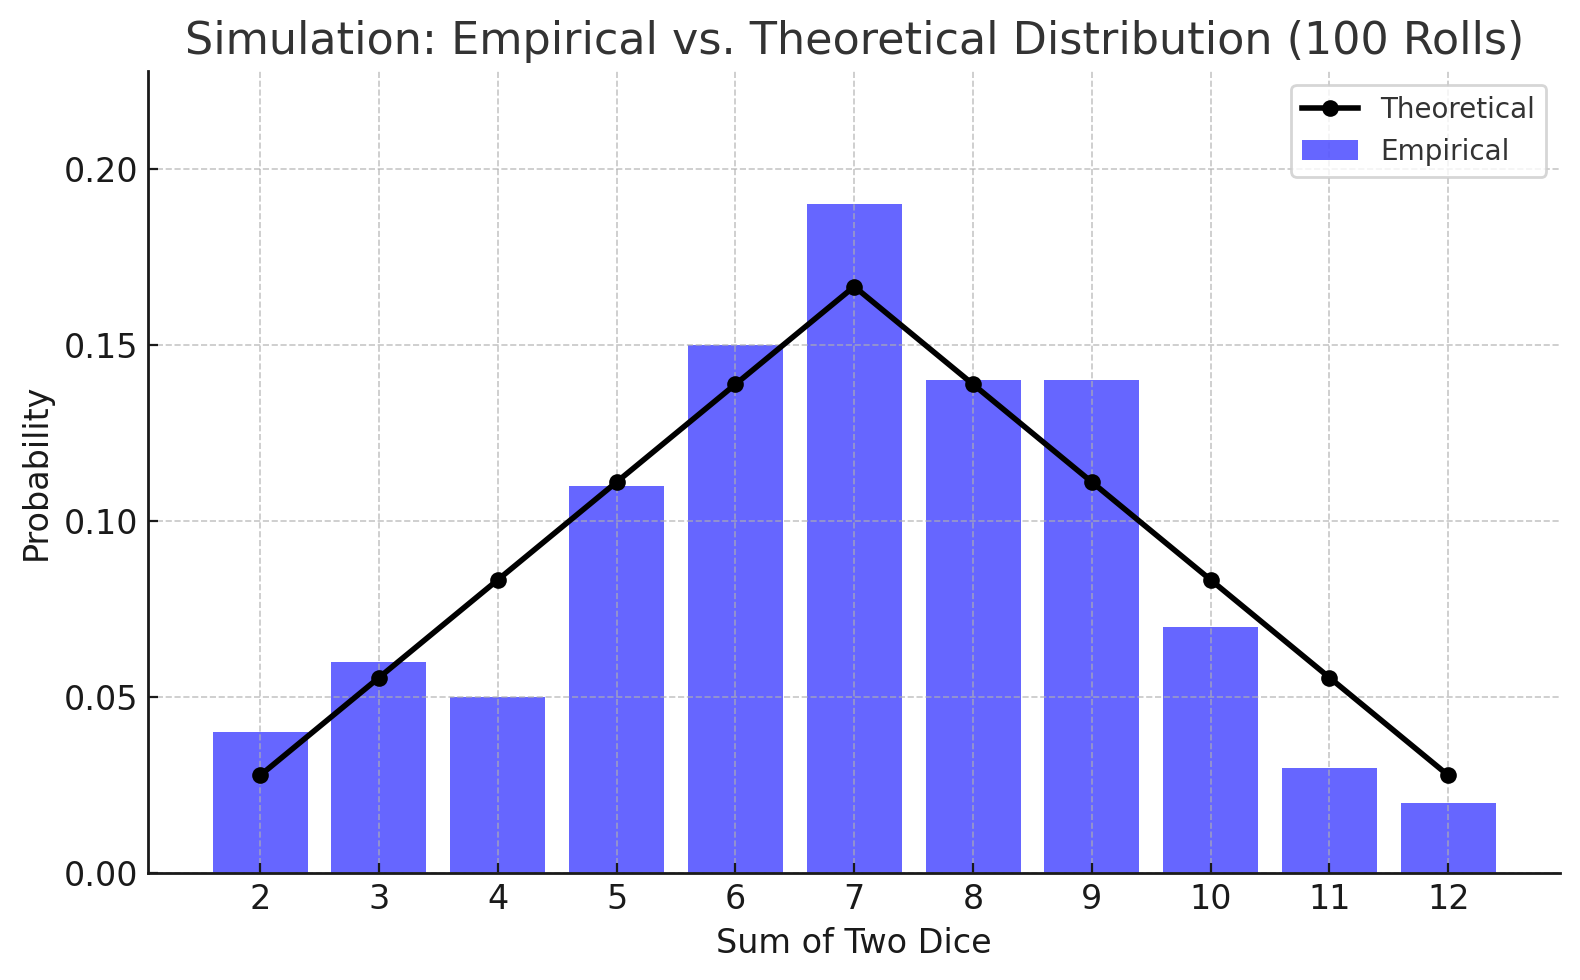 Simulation: Empirical vs. Theoretical Distribution (100 Rolls)
Theoretical
Empirical
Probability
0.20
0.15
0.10
0.05
0.00
2 3 4 5 6 7 8 9 10 11 12
Sum of Two Dice